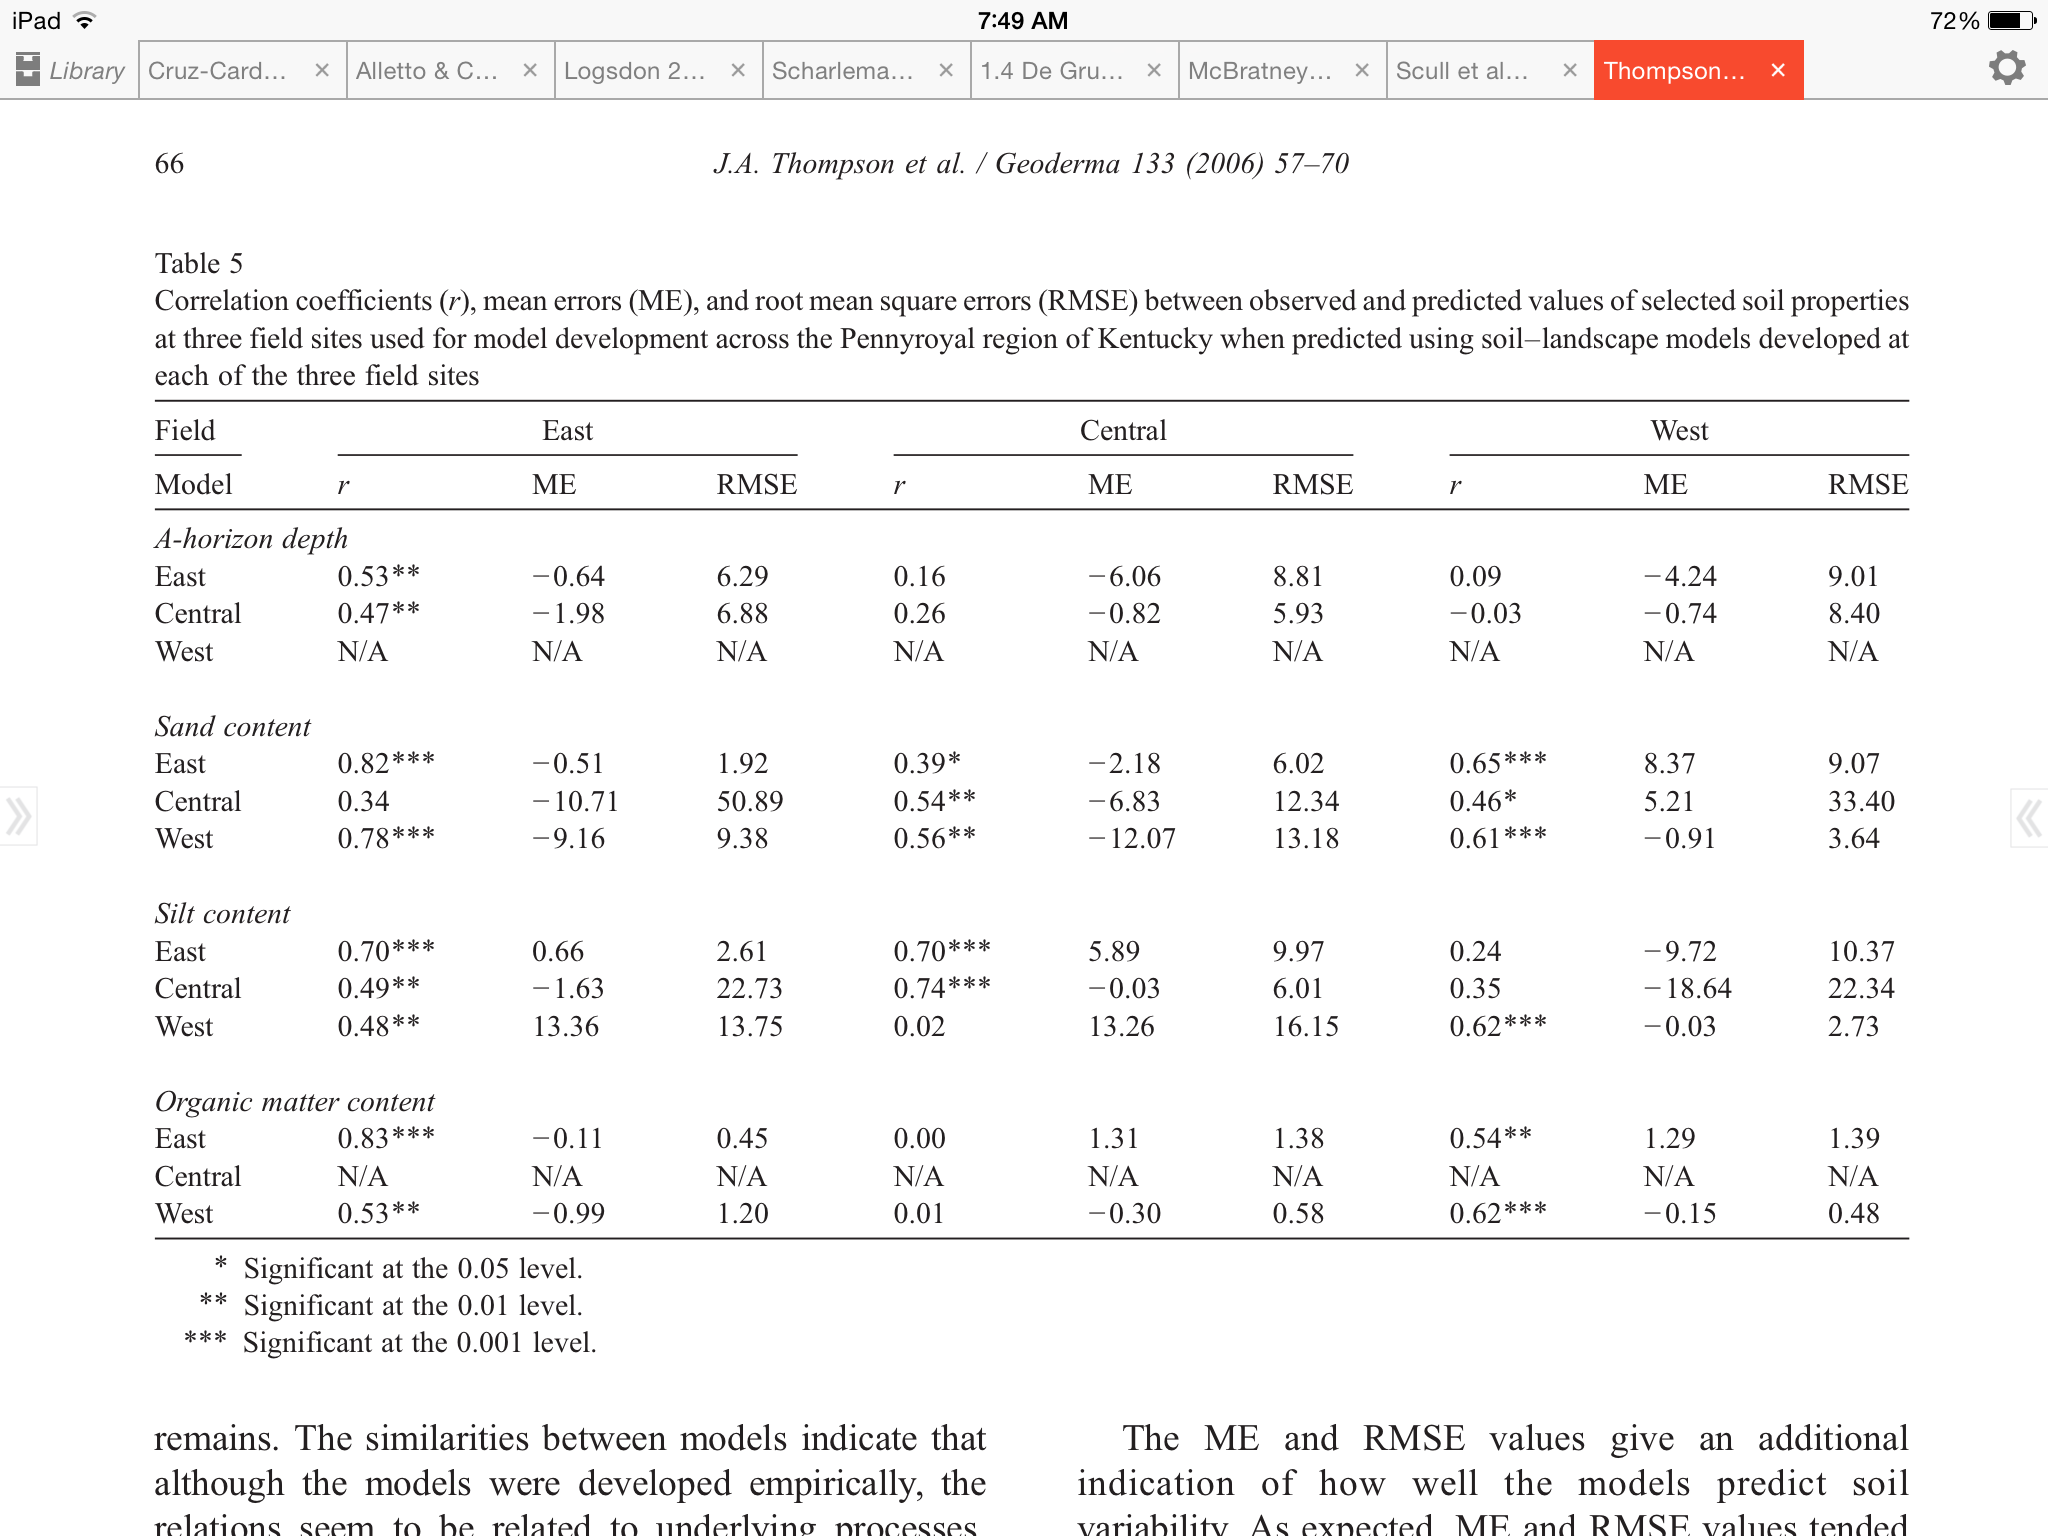 iPad 7:49 AM 72%
Library Cruz-Card... × Alletto & C... × Logsdon 2... × Scharlema... × 1.4 De Gru... × McBratney... × Scull et al... × Thompson... ×
66 J.A. Thompson et al. / Geoderma 133 (2006) 57–70
Table 5
Correlation coefficients (r), mean errors (ME), and root mean square errors (RMSE) between observed and predicted values of selected soil properties
at three field sites used for model development across the Pennyroyal region of Kentucky when predicted using soil–landscape models developed at
each of the three field sites
Field East Central West
Model r ME RMSE r ME RMSE r ME RMSE
A-horizon depth
East 0.53** −0.64 6.29 0.16 −6.06 8.81 0.09 −4.24 9.01
Central 0.47** −1.98 6.88 0.26 −0.82 5.93 −0.03 −0.74 8.40
West N/A N/A N/A N/A N/A N/A N/A N/A N/A
Sand content
East 0.82*** −0.51 1.92 0.39* −2.18 6.02 0.65*** 8.37 9.07
Central 0.34 −10.71 50.89 0.54** −6.83 12.34 0.46* 5.21 33.40
West 0.78*** −9.16 9.38 0.56** −12.07 13.18 0.61*** −0.91 3.64
Silt content
East 0.70*** 0.66 2.61 0.70*** 5.89 9.97 0.24 −9.72 10.37
Central 0.49** −1.63 22.73 0.74*** −0.03 6.01 0.35 −18.64 22.34
West 0.48** 13.36 13.75 0.02 13.26 16.15 0.62*** −0.03 2.73
Organic matter content
East 0.83*** −0.11 0.45 0.00 1.31 1.38 0.54** 1.29 1.39
Central N/A N/A N/A N/A N/A N/A N/A N/A N/A
West 0.53** −0.99 1.20 0.01 −0.30 0.58 0.62*** −0.15 0.48
* Significant at the 0.05 level.
** Significant at the 0.01 level.
*** Significant at the 0.001 level.
remains. The similarities between models indicate that
although the models were developed empirically, the
relations seem to be related to underlying processes.
The ME and RMSE values give an additional
indication of how well the models predict soil
variability. As expected, ME and RMSE values tended